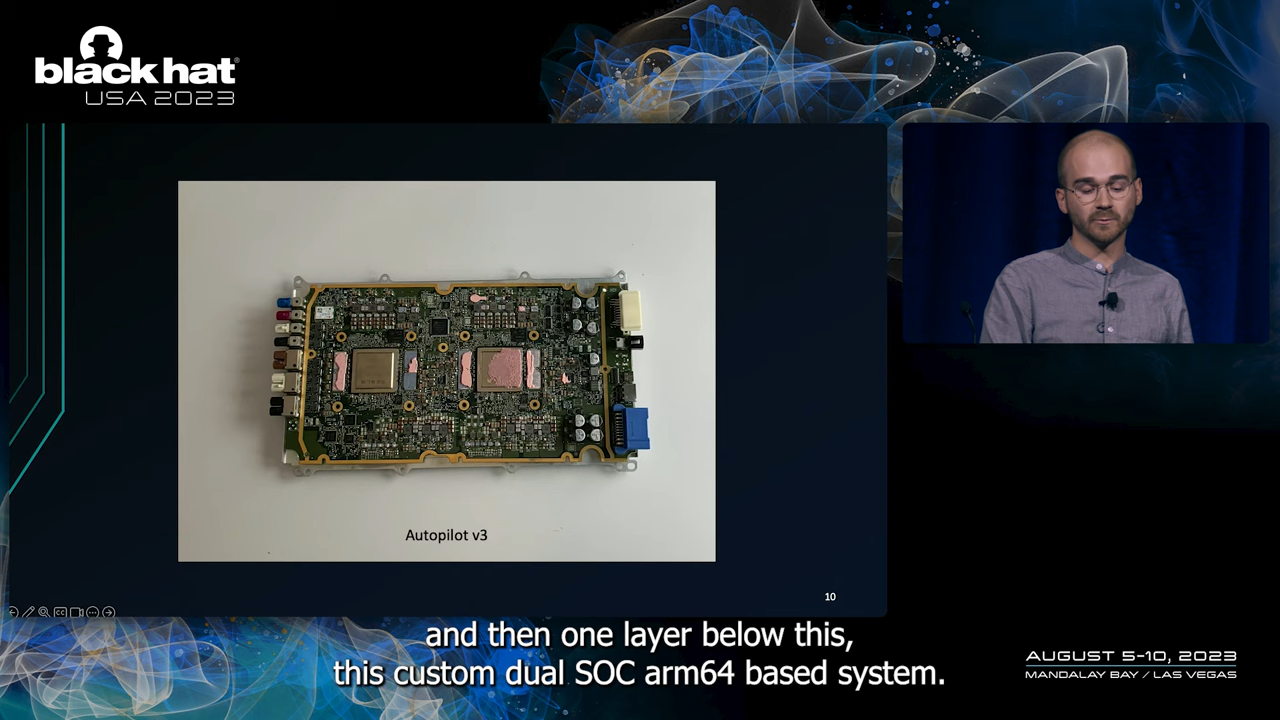 black hat®
USA 2023
Autopilot v3
10
and then one layer below this,
this custom dual SOC arm64 based system.
AUGUST 5-10, 2023
MANDALAY BAY / LAS VEGAS